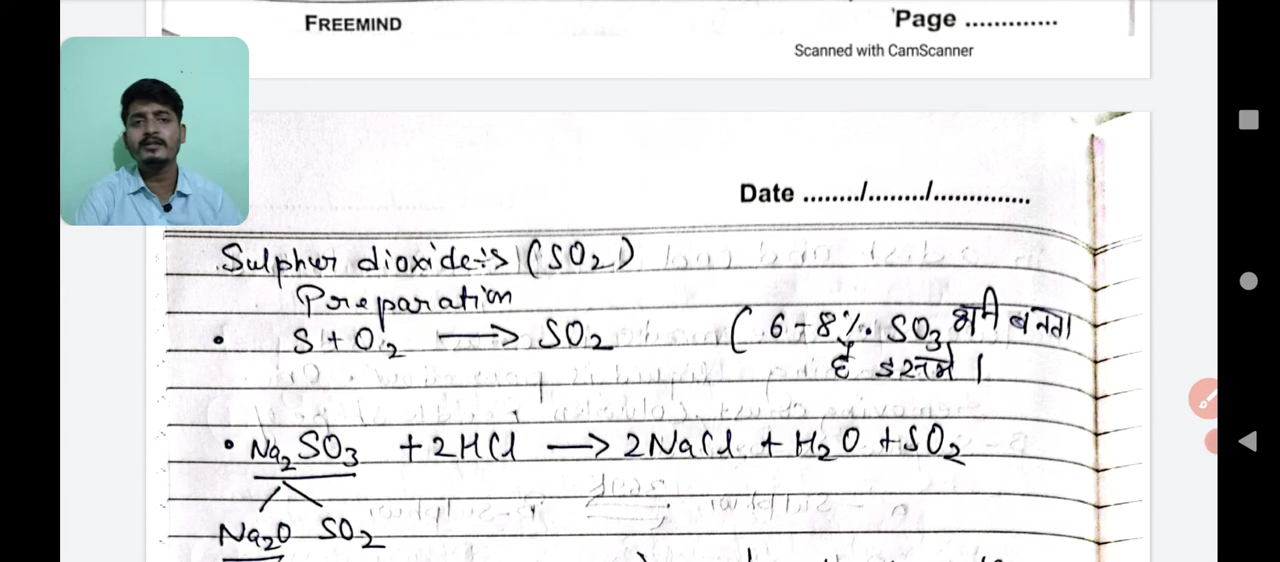 FREEMIND
Page .............
Scanned with CamScanner
Date ......../......../..............
Sulphur dioxide:-> (SO2)
Preparation
• S + O2 ⟶ SO2 (6-8% SO3 भी बनता
है इसमे ।
• Na2SO3 + 2HCl ⟶ 2NaCl + H2O + SO2
Na2O SO2